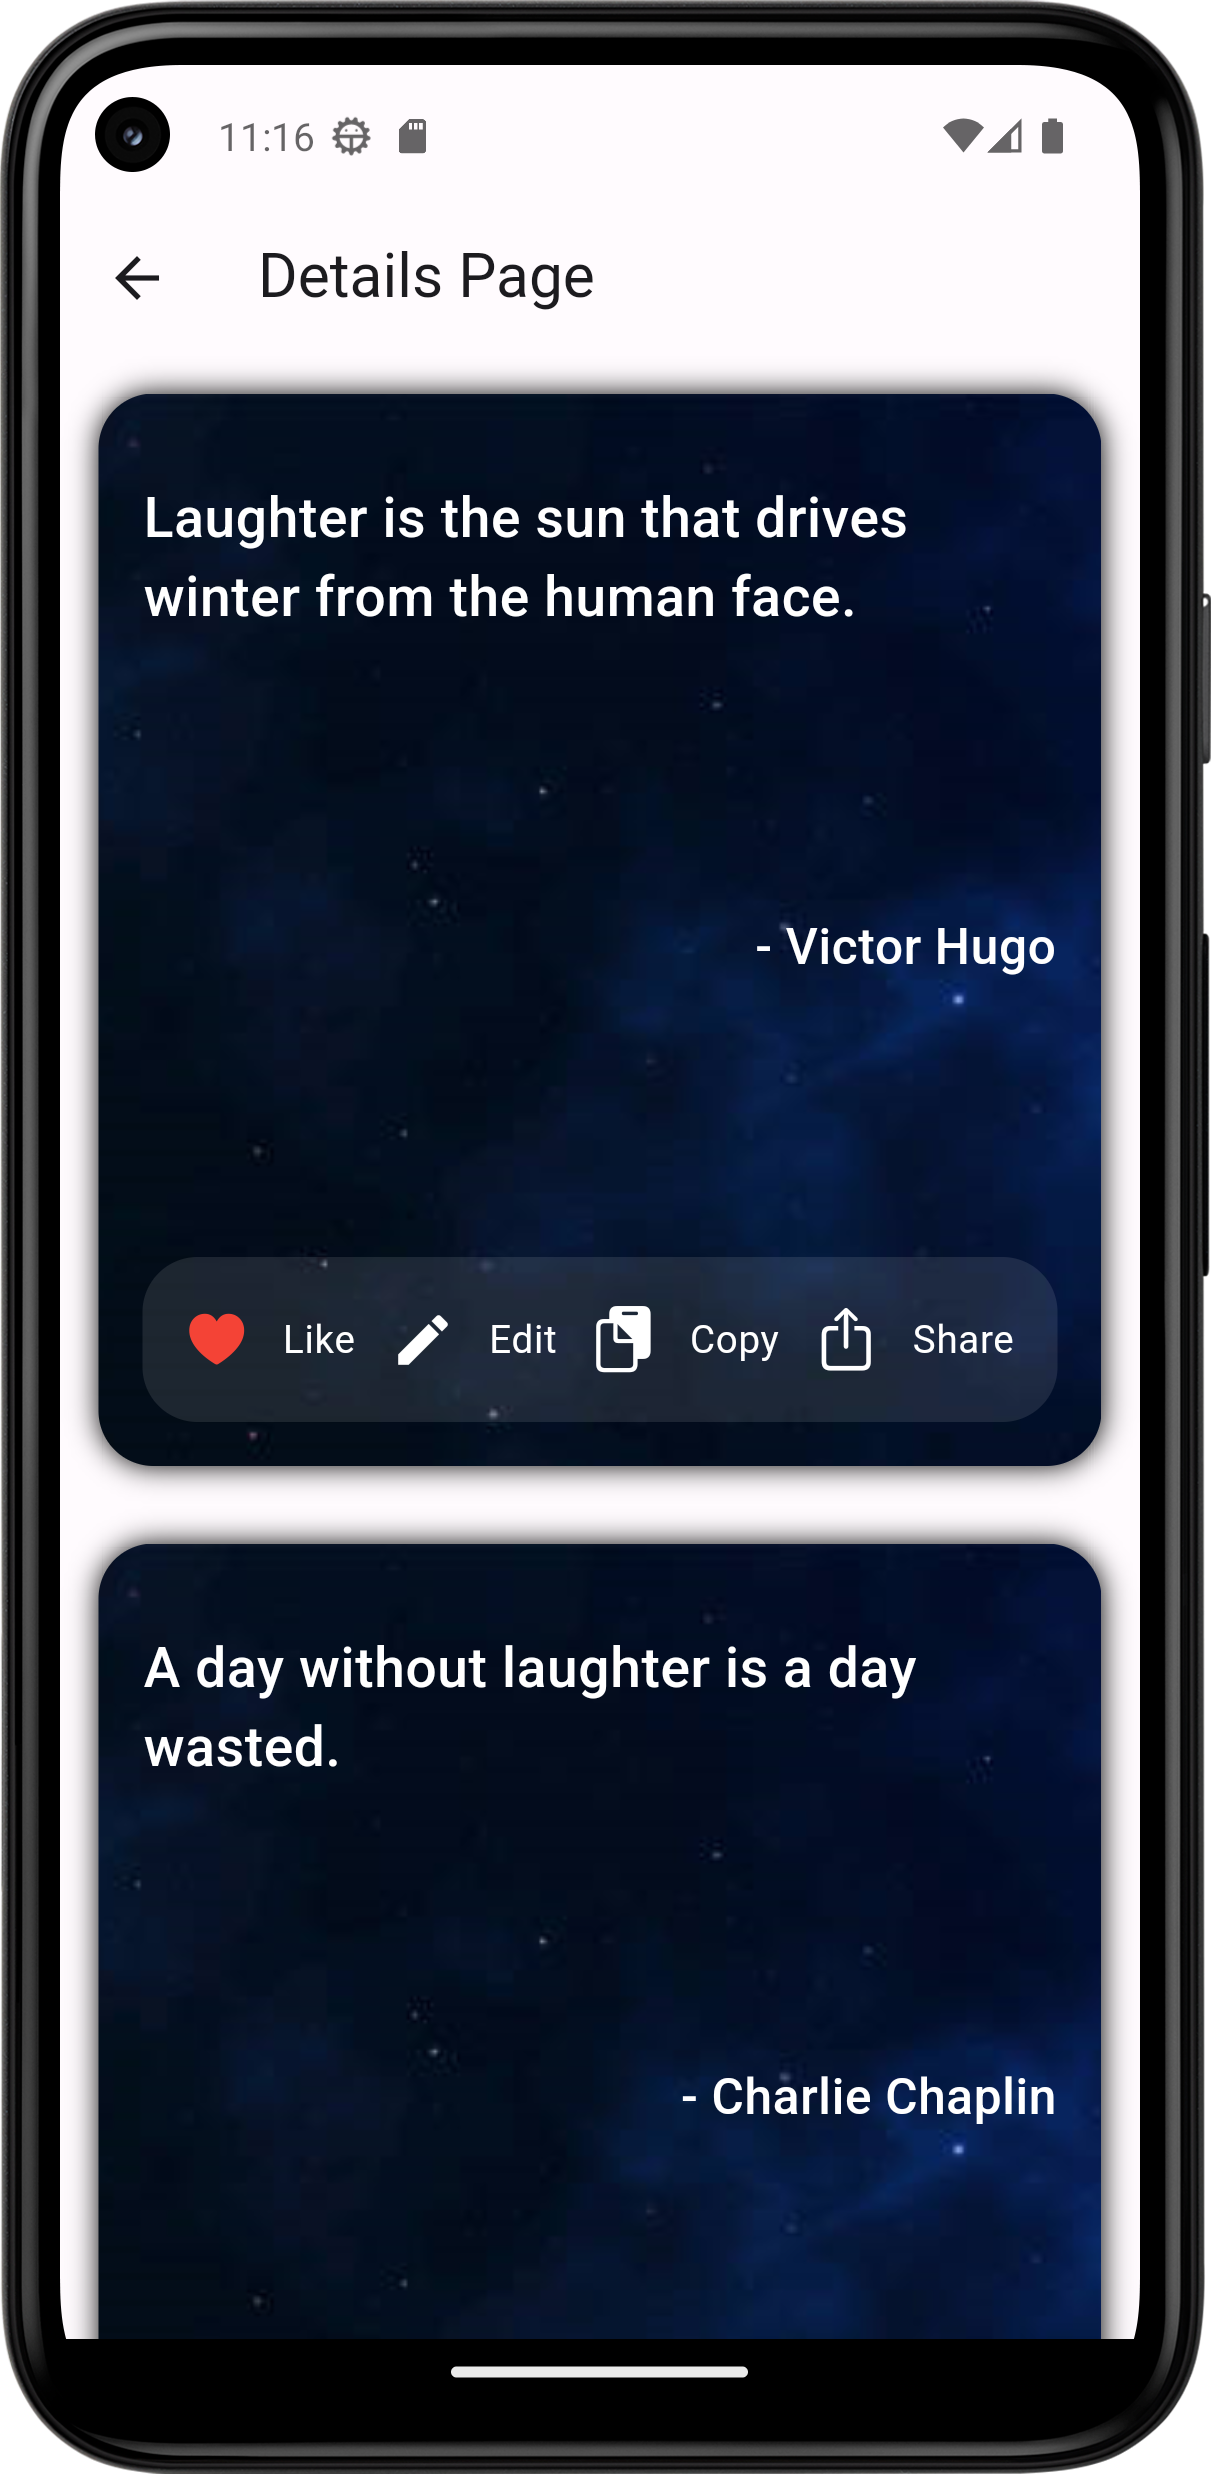 11:16
Details Page
Laughter is the sun that drives
winter from the human face.
- Victor Hugo
Like Edit Copy Share
A day without laughter is a day
wasted.
- Charlie Chaplin